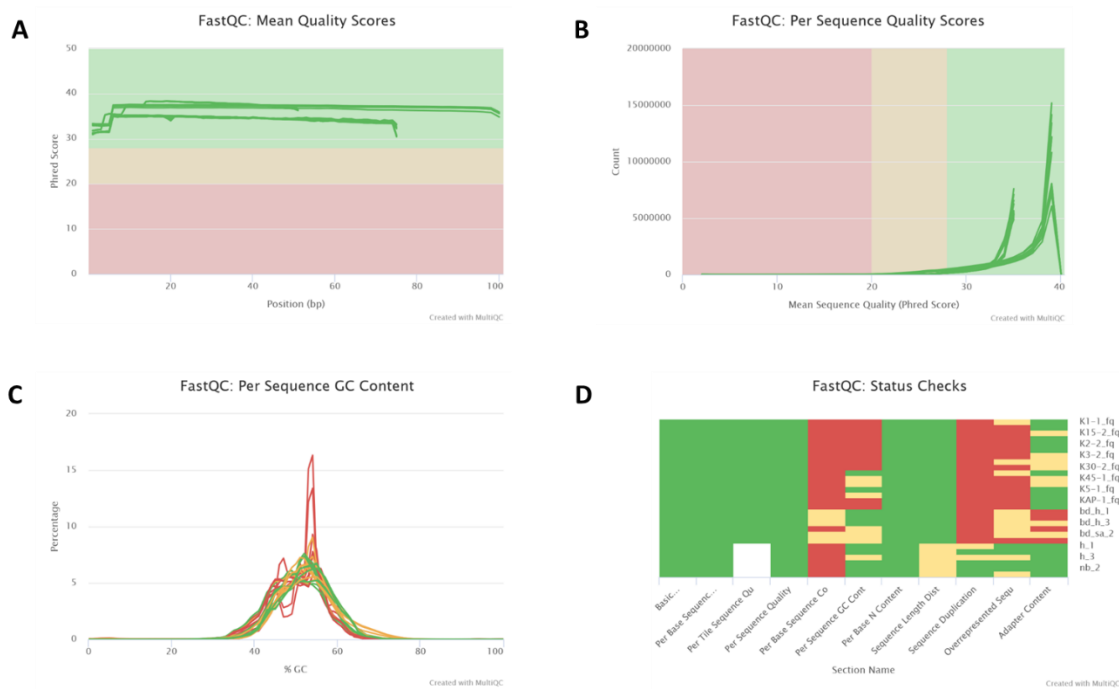 A
FastQC: Mean Quality Scores
50
40
30
20
10
0
Phred Score
20
40
60
80
100
Position (bp)
Created with MultiQC
B
FastQC: Per Sequence Quality Scores
20000000
15000000
10000000
5000000
0
Count
0
10
20
30
40
Mean Sequence Quality (Phred Score)
Created with MultiQC
C
FastQC: Per Sequence GC Content
20
15
10
5
0
Percentage
0
20
40
60
80
100
% GC
Created with MultiQC
D
FastQC: Status Checks
K1-1_fq
K15-2_fq
K2-2_fq
K3-2_fq
K30-2_fq
K45-1_fq
K5-1_fq
KAP-1_fq
bd_h_1
bd_h_3
bd_sa_2
h_1
h_3
nb_2
Basic...
Per Base Sequenc...
Per Tile Sequence Qu
Per Sequence Quality
Per Base Sequence Co
Per Sequence GC Cont
Per Base N Content
Sequence Length Dist
Sequence Duplication
Overrepresented Sequ
Adapter Content
Section Name
Created with MultiQC